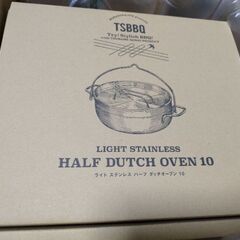 TSBBQ
Try! Stylish BBQ!
LIGHT STAINLESS
HALF DUTCH OVEN 10
ライト ステンレス ハーフ ダッチオーブン 10